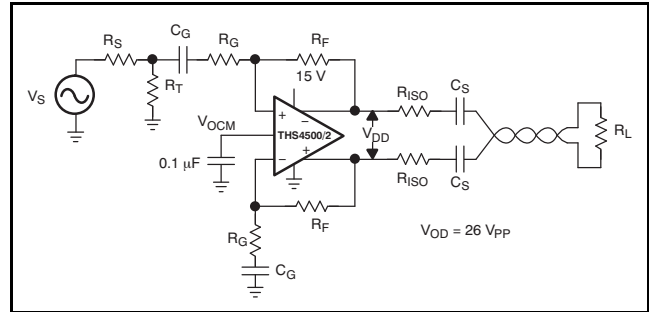 R_S
C_G
R_G
R_F
V_S
R_T
15 V
R_ISO
C_S
V_OCM
+
−
THS4500/2
V_DD
R_L
−
+
0.1 µF
R_ISO
C_S
R_F
R_G
V_OD = 26 V_PP
C_G